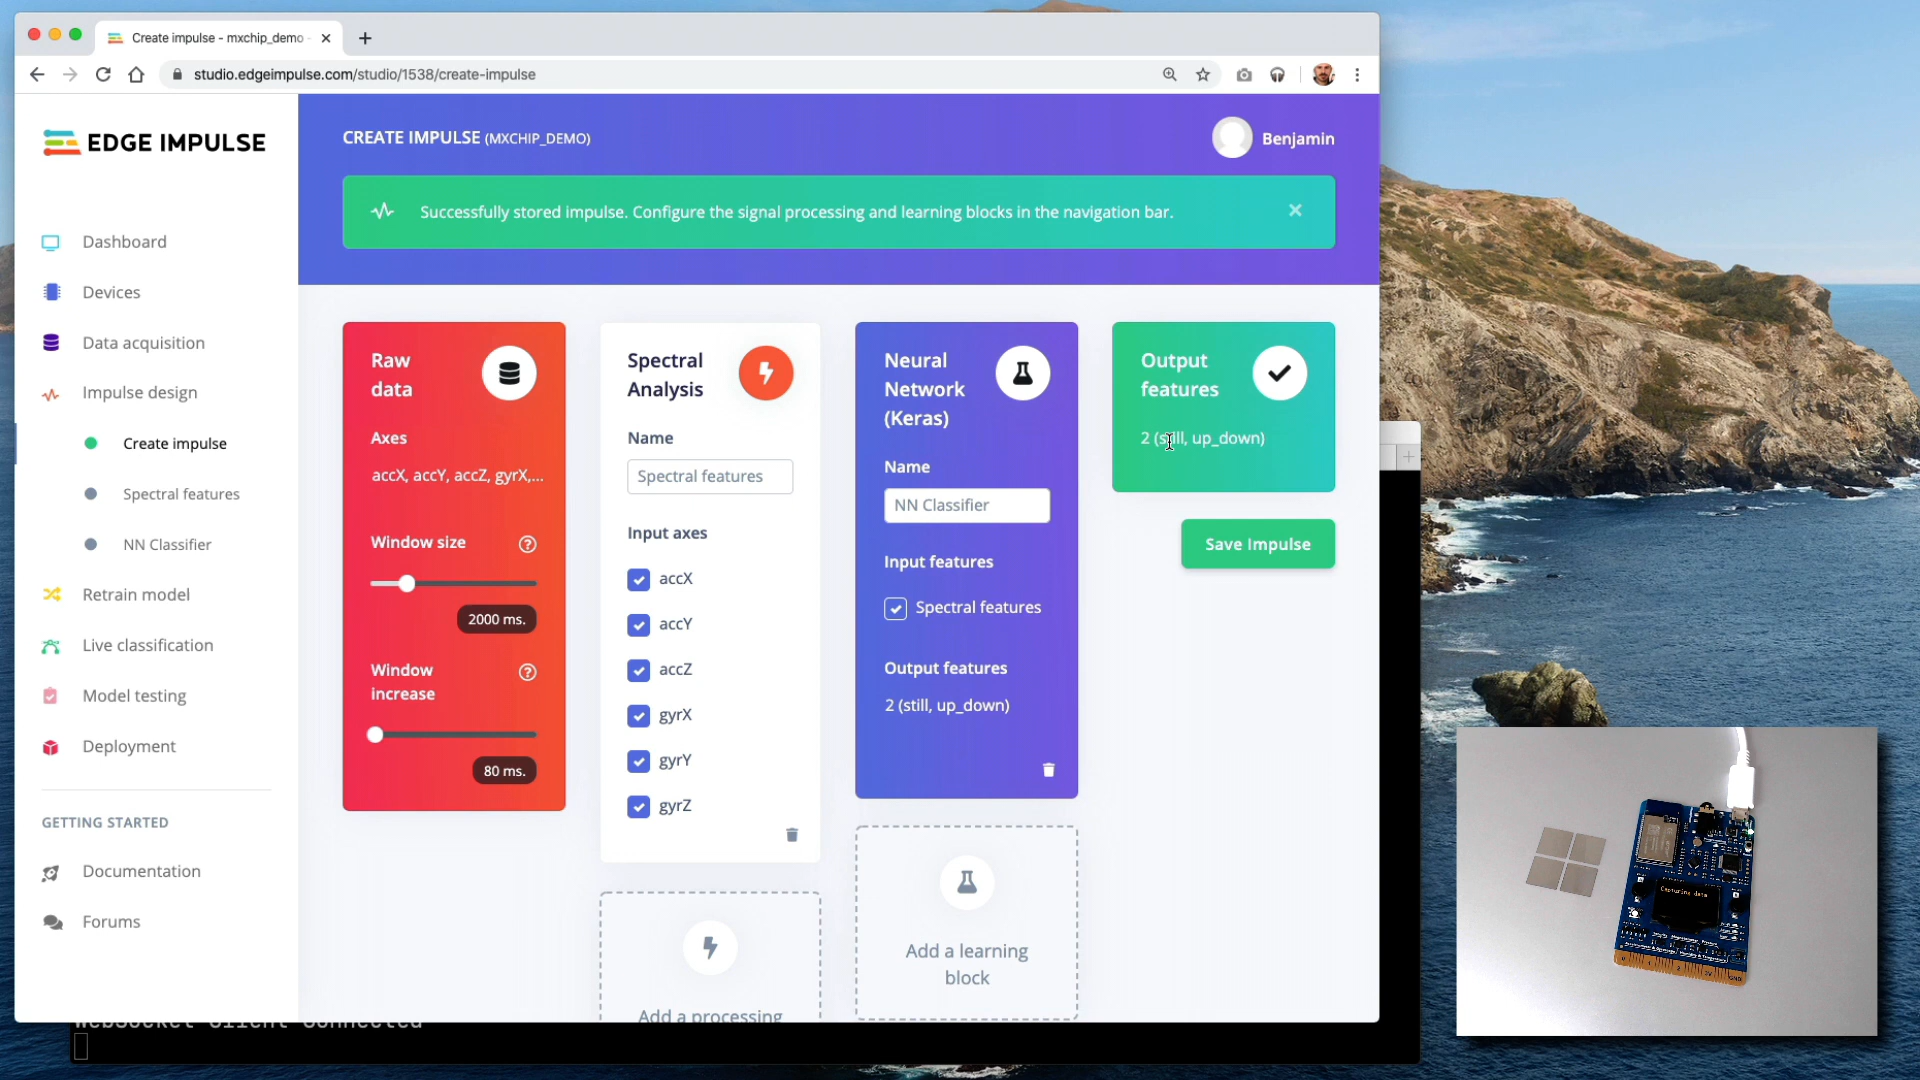 Create impulse - mxchip_demo -
studio.edgeimpulse.com/studio/1538/create-impulse
EDGE IMPULSE
Dashboard
Devices
Data acquisition
Impulse design
Create impulse
Spectral features
NN Classifier
Retrain model
Live classification
Model testing
Deployment
GETTING STARTED
Documentation
Forums
CREATE IMPULSE (MXCHIP_DEMO)
Benjamin
Successfully stored impulse. Configure the signal processing and learning blocks in the navigation bar.
Raw
data
Axes
accX, accY, accZ, gyrX,...
Window size
2000 ms.
Window
increase
80 ms.
Spectral
Analysis
Name
Spectral features
Input axes
accX
accY
accZ
gyrX
gyrY
gyrZ
Add a processing
Neural
Network
(Keras)
Name
NN Classifier
Input features
Spectral features
Output features
2 (still, up_down)
Add a learning
block
Output
features
2 (still, up_down)
Save Impulse
WebSocket Client Connected
Capturing data